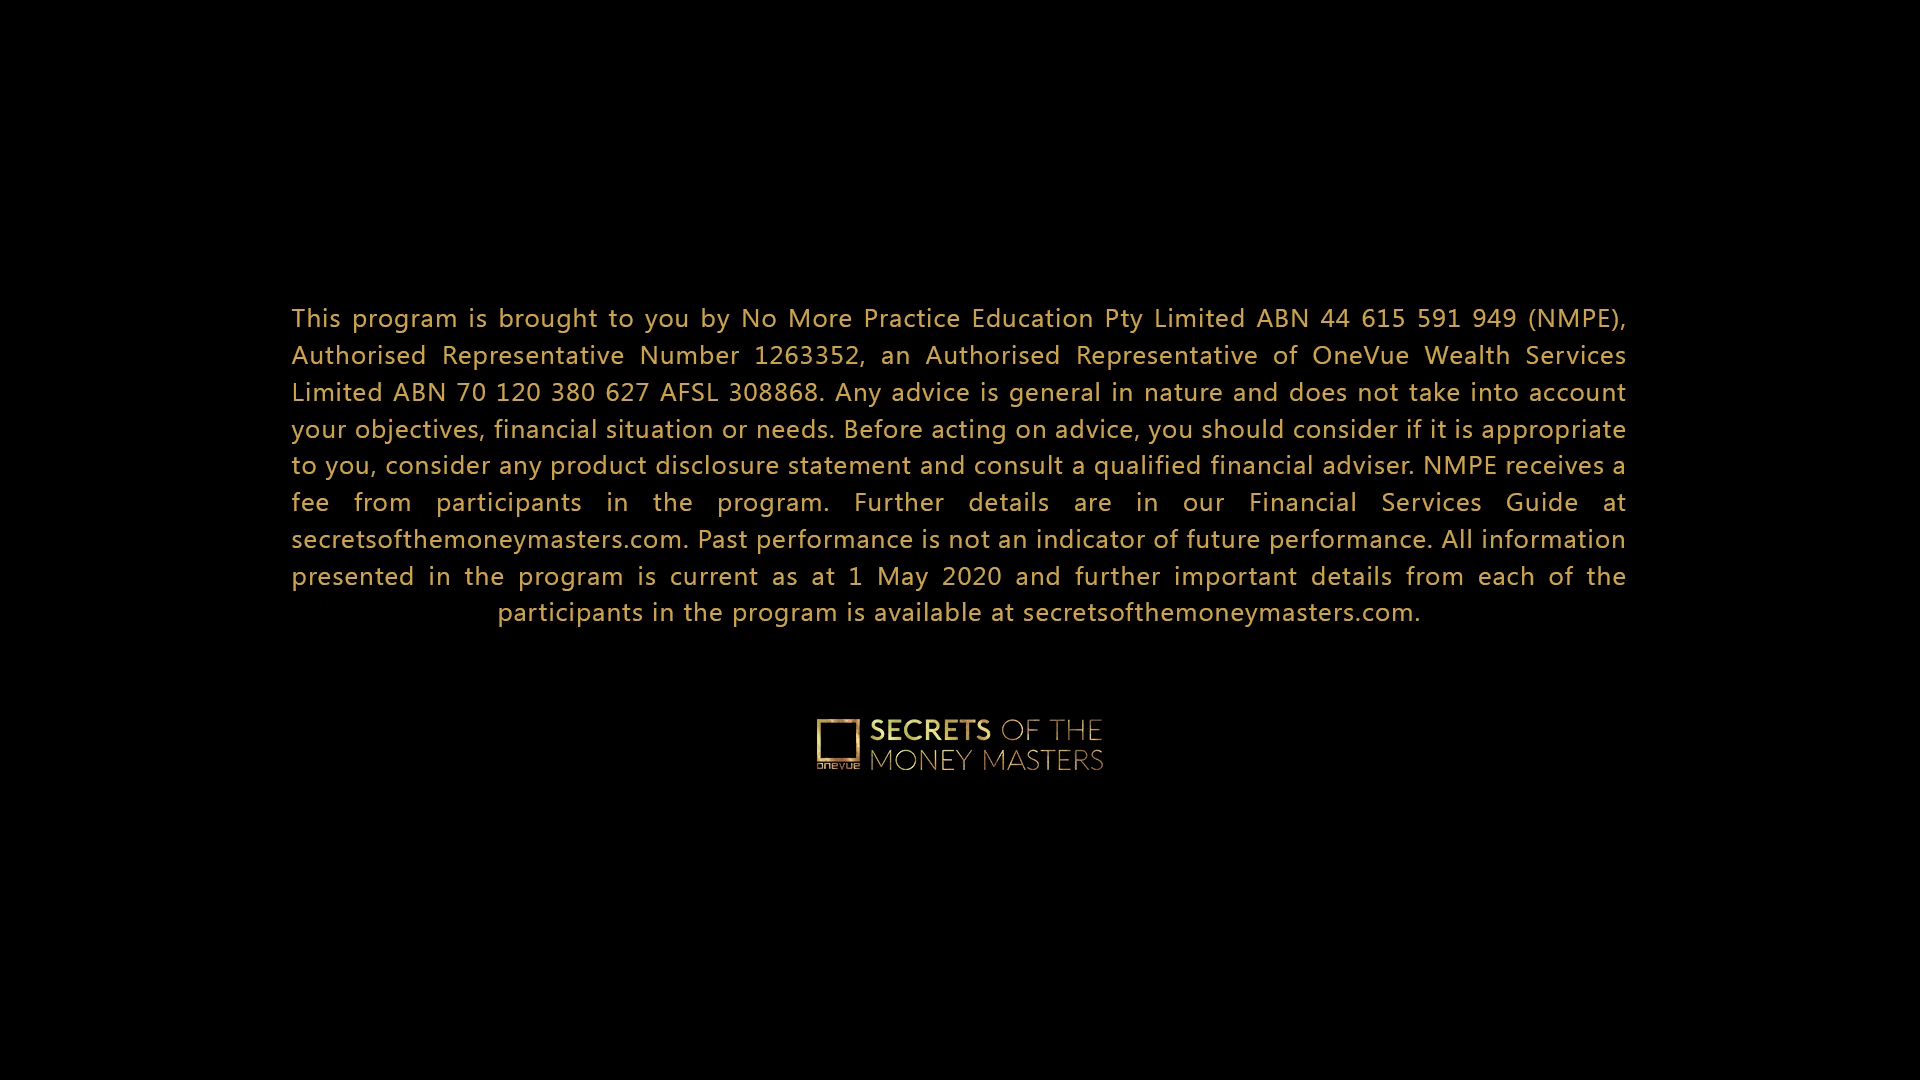 This program is brought to you by No More Practice Education Pty Limited ABN 44 615 591 949 (NMPE),
Authorised Representative Number 1263352, an Authorised Representative of OneVue Wealth Services
Limited ABN 70 120 380 627 AFSL 308868. Any advice is general in nature and does not take into account
your objectives, financial situation or needs. Before acting on advice, you should consider if it is appropriate
to you, consider any product disclosure statement and consult a qualified financial adviser. NMPE receives a
fee from participants in the program. Further details are in our Financial Services Guide at
secretsofthemoneymasters.com. Past performance is not an indicator of future performance. All information
presented in the program is current as at 1 May 2020 and further important details from each of the
participants in the program is available at secretsofthemoneymasters.com.
SECRETS OF THE
MONEY MASTERS
onevue